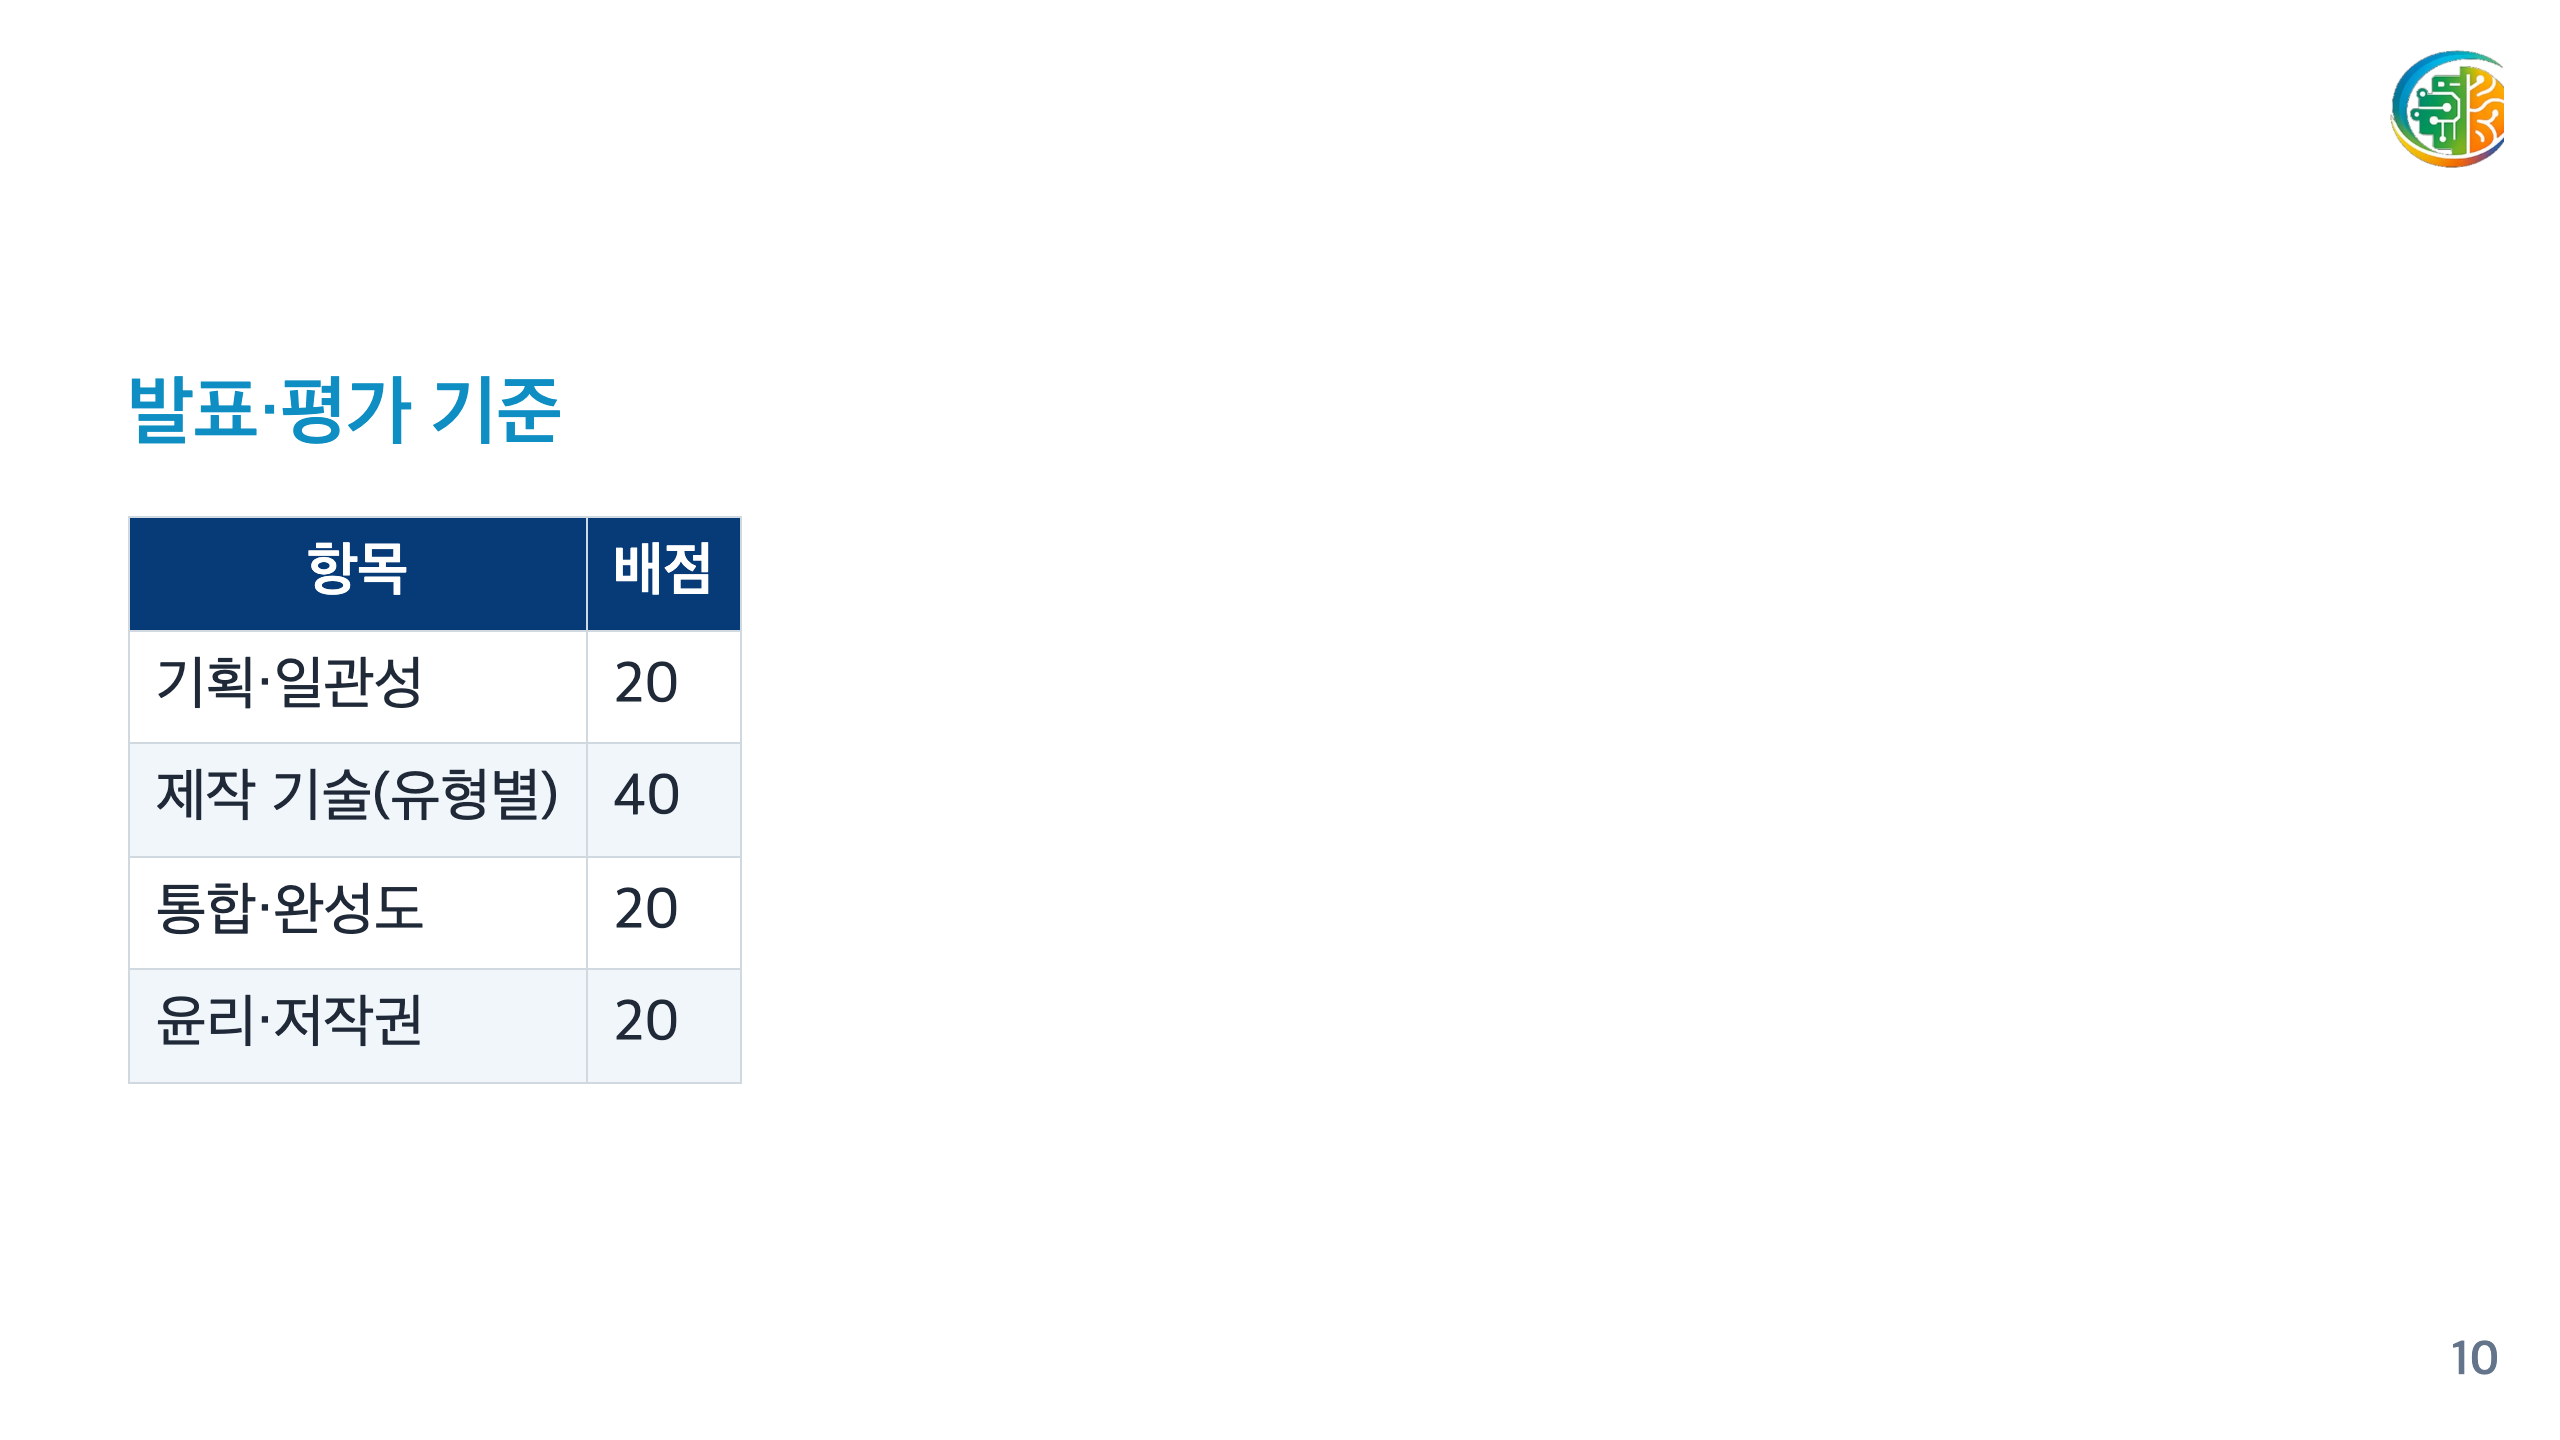 발표·평가 기준
항목 배점
기획·일관성 20
제작 기술(유형별) 40
통합·완성도 20
윤리·저작권 20
10